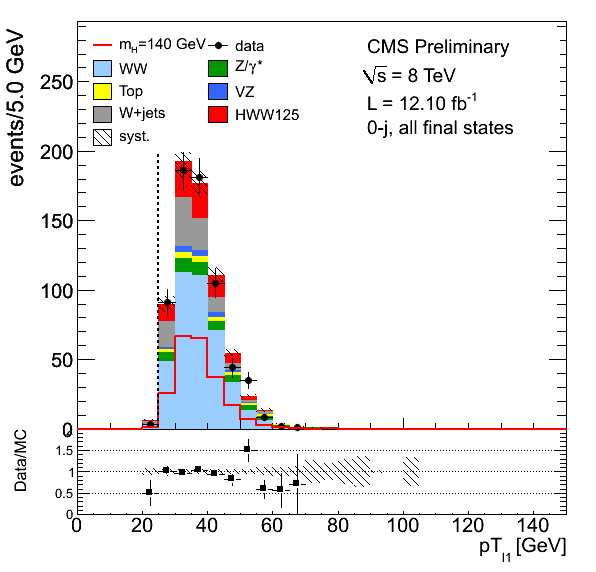 events/5.0 GeV
250
200
150
100
50
0
m_H=140 GeV
data
WW
Z/γ*
Top
VZ
W+jets
HWW125
syst.
CMS Preliminary
√s = 8 TeV
L = 12.10 fb⁻¹
0-j, all final states
Data/MC
1.5
1
0.5
0
0 20 40 60 80 100 120 140
pT_l1 [GeV]